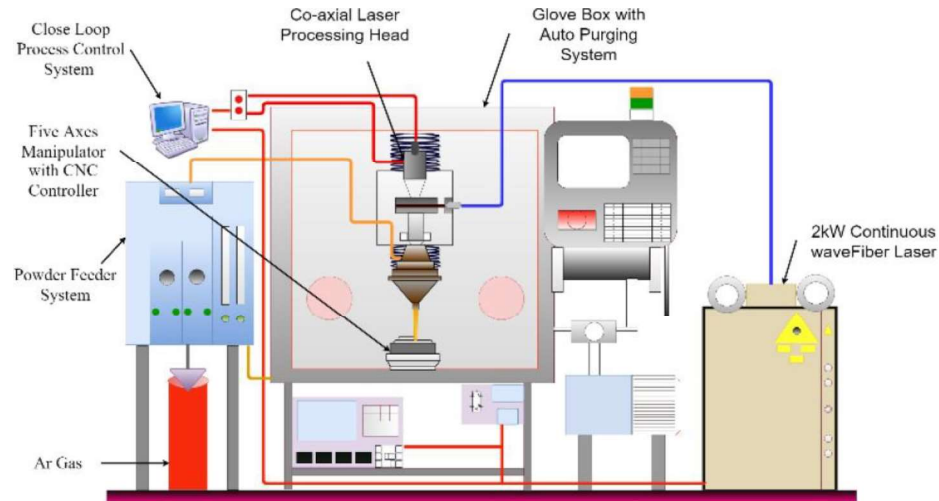 Close Loop
Process Control
System
Co-axial Laser
Processing Head
Glove Box with
Auto Purging
System
Five Axes
Manipulator
with CNC
Controller
Powder Feeder
System
2kW Continuous
waveFiber Laser
Ar Gas